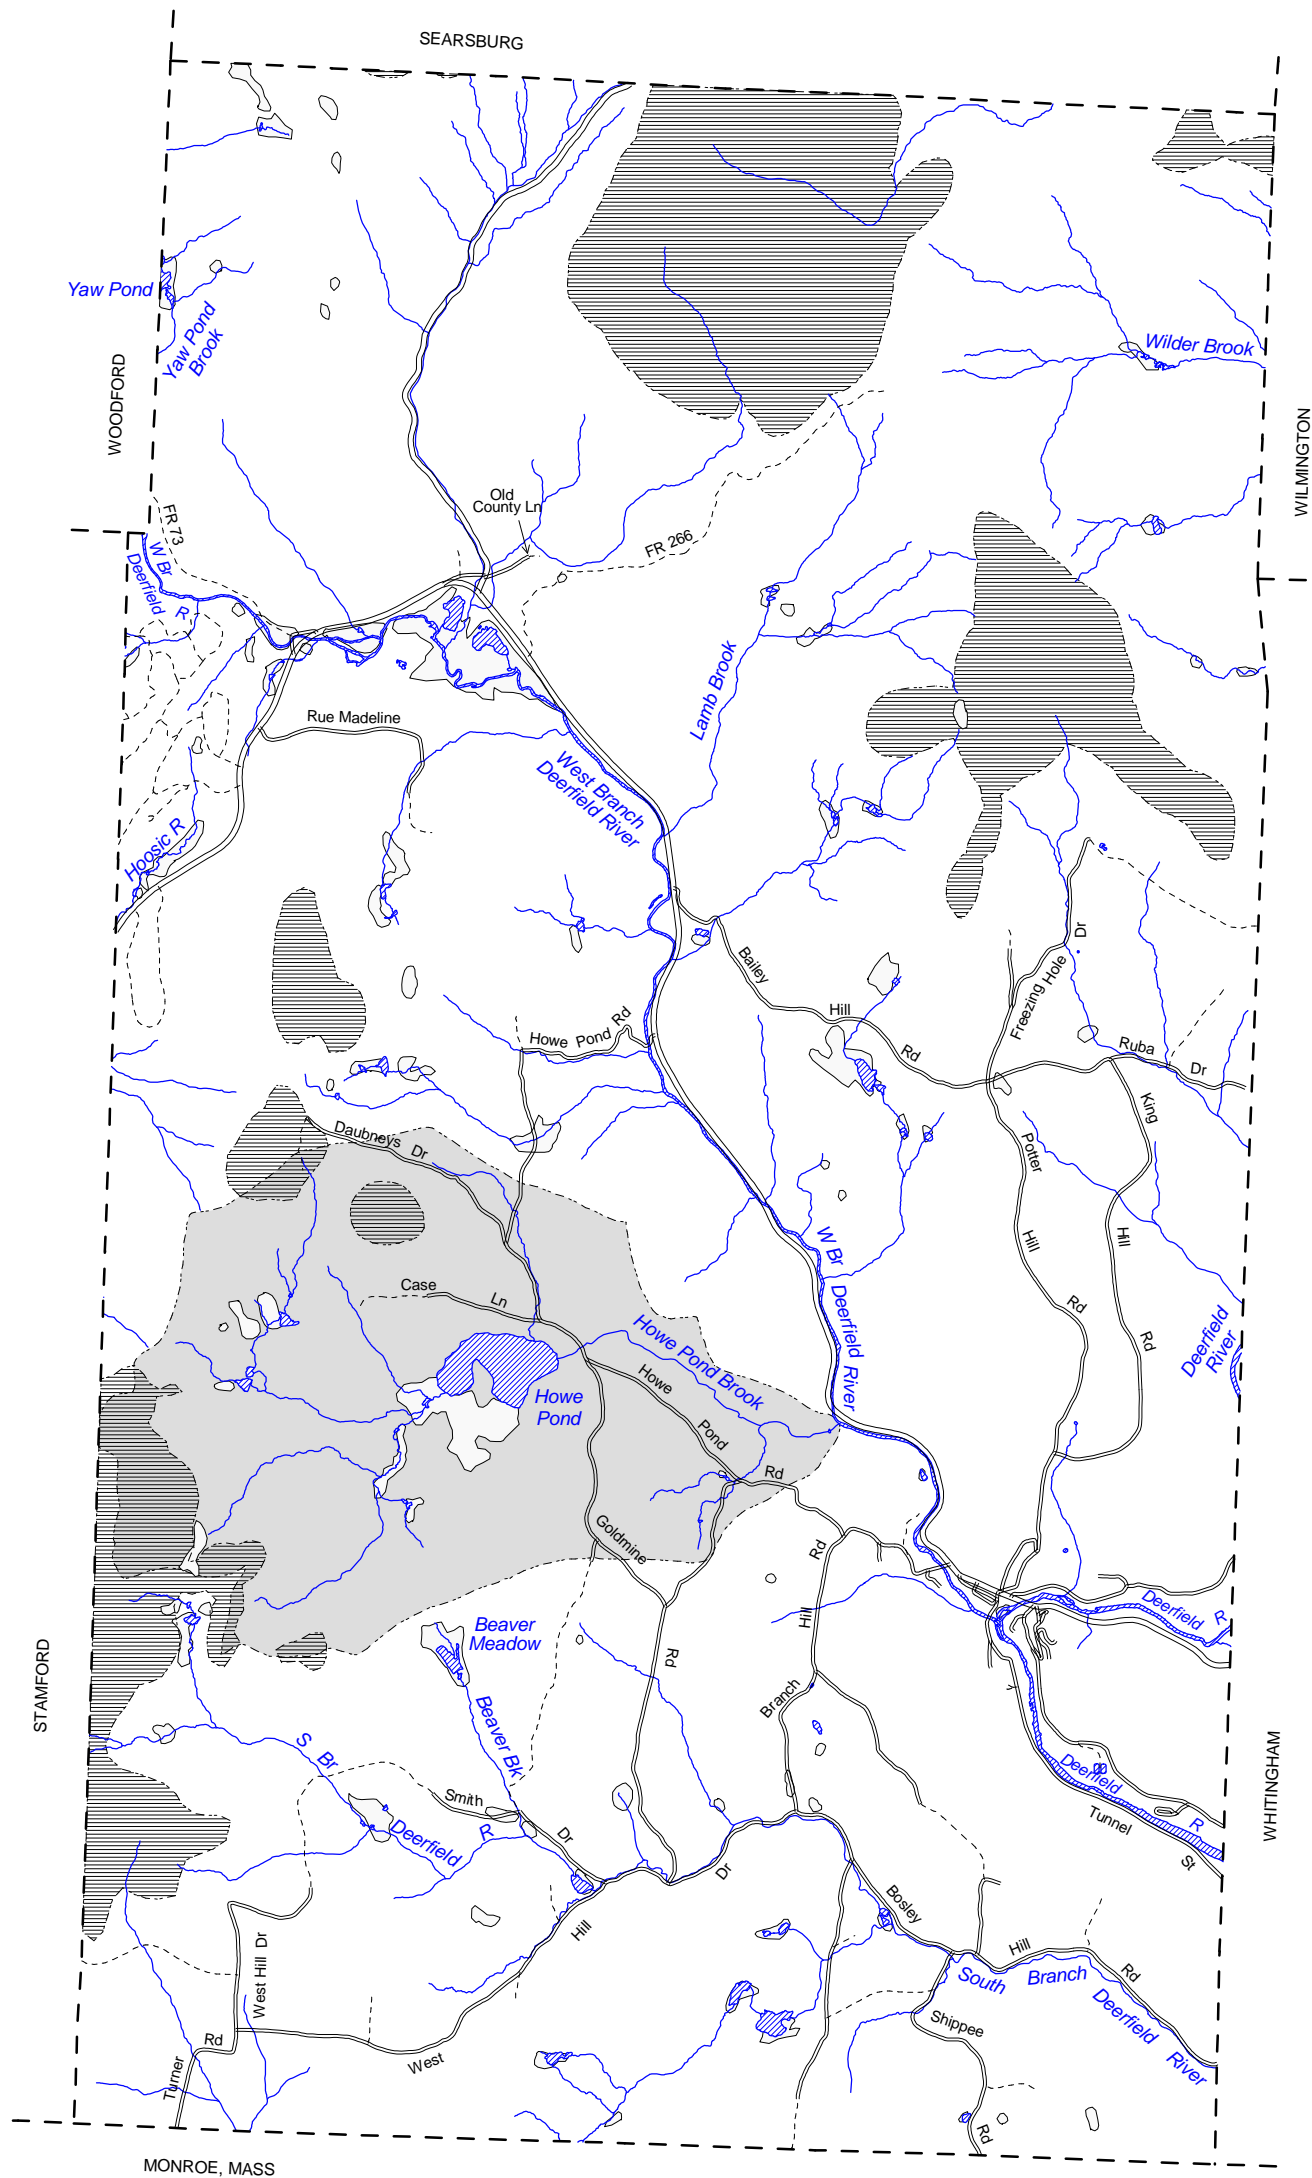 SEARSBURG
Yaw Pond
Yaw Pond
Brook
Wilder Brook
WOODFORD
WILMINGTON
Old
County Ln
FR 73
FR 266
W Br
Deerfield
R
Lamb Brook
Rue Madeline
West Branch
Deerfield River
Hoosic R
Bailey
Hill
Rd
Freezing
Hole
Dr
Howe Pond Rd
Ruba
Dr
King
Hill
Rd
Potter
Hill
Rd
Daubneys
Dr
W Br
Deerfield
River
Case
Ln
Deerfield
River
Howe Pond Brook
Howe
Pond
Rd
Howe
Pond
Goldmine
Rd
Rd
Hill
Branch
Deerfield
R
Beaver
Meadow
Beaver Bk
STAMFORD
WHITINGHAM
S Br
Deerfield
R
Smith
Dr
Deerfield
R
Tunnel
St
Dr
Hill
West
Bosley
Hill
Rd
West Hill Dr
South
Branch
Deerfield
River
Shippee
Rd
Turner
Rd
MONROE, MASS